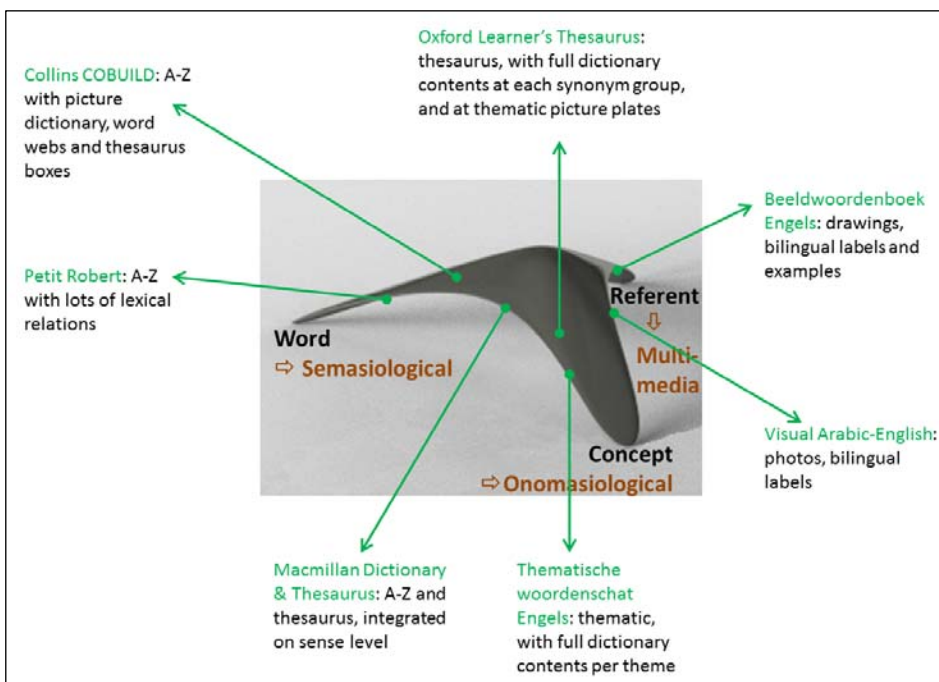 Oxford Learner's Thesaurus:
thesaurus, with full dictionary
contents at each synonym group,
and at thematic picture plates
Collins COBUILD: A-Z
with picture
dictionary, word
webs and thesaurus
boxes
Beeldwoordenboek
Engels: drawings,
bilingual labels and
examples
Petit Robert: A-Z
with lots of lexical
relations
Word
⇨ Semasiological
Referent
⇩
Multi-
media
Concept
⇨Onomasiological
Visual Arabic-English:
photos, bilingual
labels
Macmillan Dictionary
& Thesaurus: A-Z and
thesaurus, integrated
on sense level
Thematische
woordenschat
Engels: thematic,
with full dictionary
contents per theme